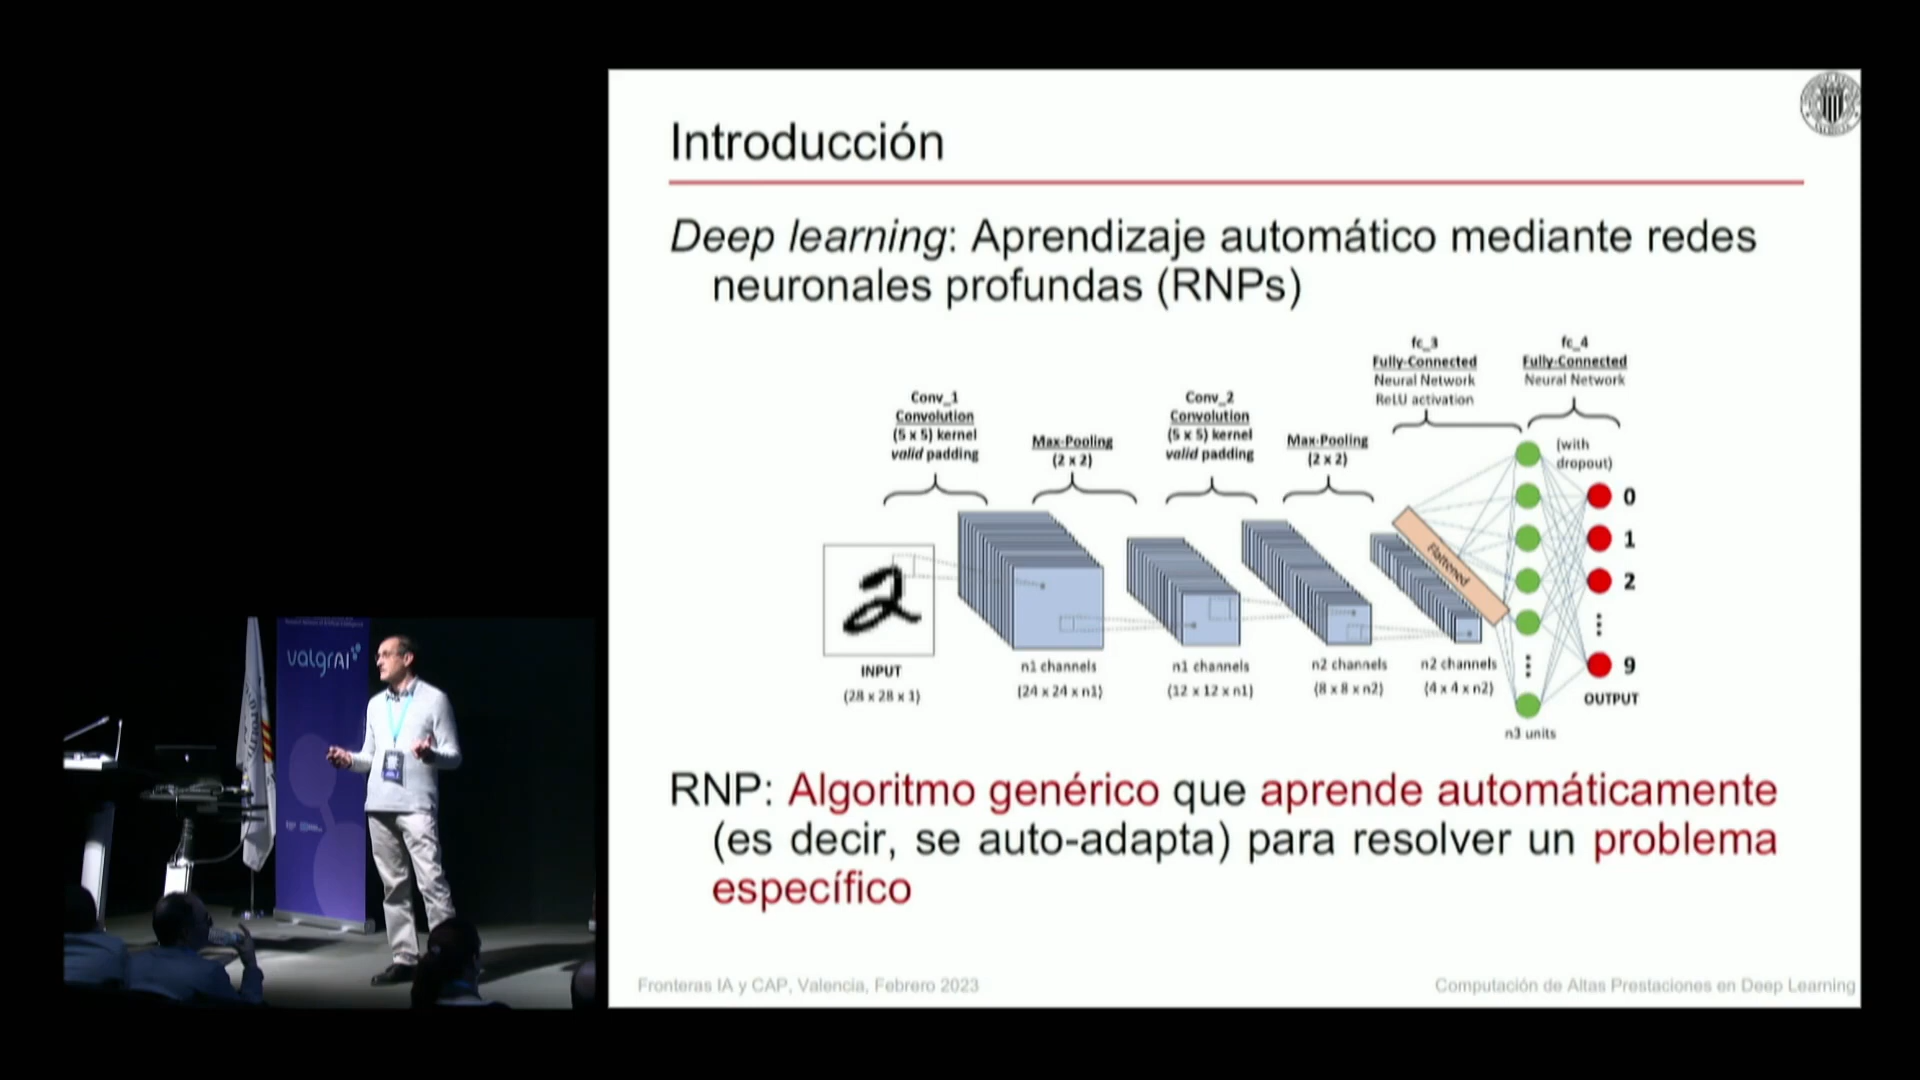 Introducción
Deep learning: Aprendizaje automático mediante redes
neuronales profundas (RNPs)
fc_3
Fully-Connected
Neural Network
ReLU activation
fc_4
Fully-Connected
Neural Network
Conv_1
Convolution
(5 x 5) kernel
valid padding
Max-Pooling
(2 x 2)
Conv_2
Convolution
(5 x 5) kernel
valid padding
Max-Pooling
(2 x 2)
(with
dropout)
Flattened
0
1
2
9
INPUT
(28 x 28 x 1)
n1 channels
(24 x 24 x n1)
n1 channels
(12 x 12 x n1)
n2 channels
(8 x 8 x n2)
n2 channels
(4 x 4 x n2)
OUTPUT
n3 units
RNP: Algoritmo genérico que aprende automáticamente
(es decir, se auto-adapta) para resolver un problema
específico
Fronteras IA y CAP, Valencia, Febrero 2023
Computación de Altas Prestaciones en Deep Learning
valgrAI